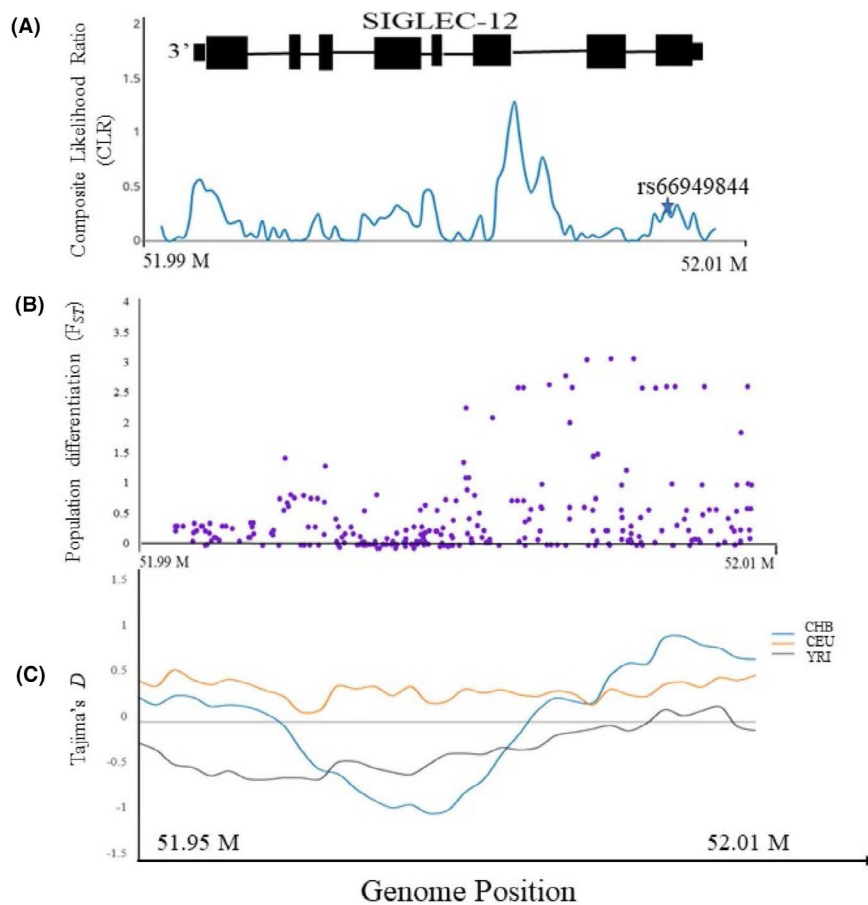 (A)
SIGLEC-12
3'
Composite Likelihood Ratio
(CLR)
2
1.5
1
0.5
0
rs66949844
51.99 M
52.01 M
(B)
Population differentiation (FST)
4
3.5
3
2.5
2
1.5
1
0.5
0
51.99 M
52.01 M
(C)
Tajima's D
1.5
1
0.5
0
-0.5
-1
-1.5
CHB
CEU
YRI
51.95 M
52.01 M
Genome Position